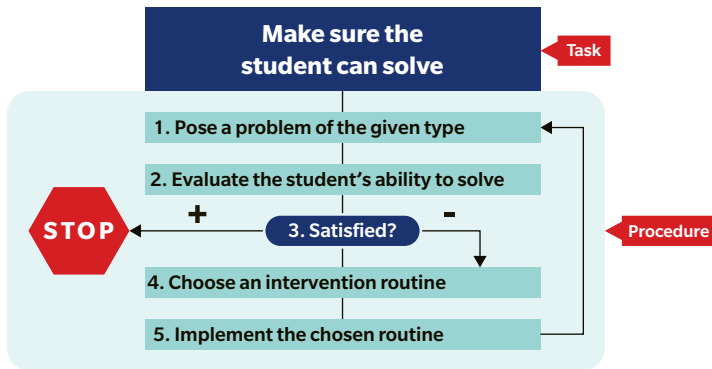 Make sure the
student can solve
Task
1. Pose a problem of the given type
2. Evaluate the student’s ability to solve
+
-
STOP
3. Satisfied?
Procedure
4. Choose an intervention routine
5. Implement the chosen routine